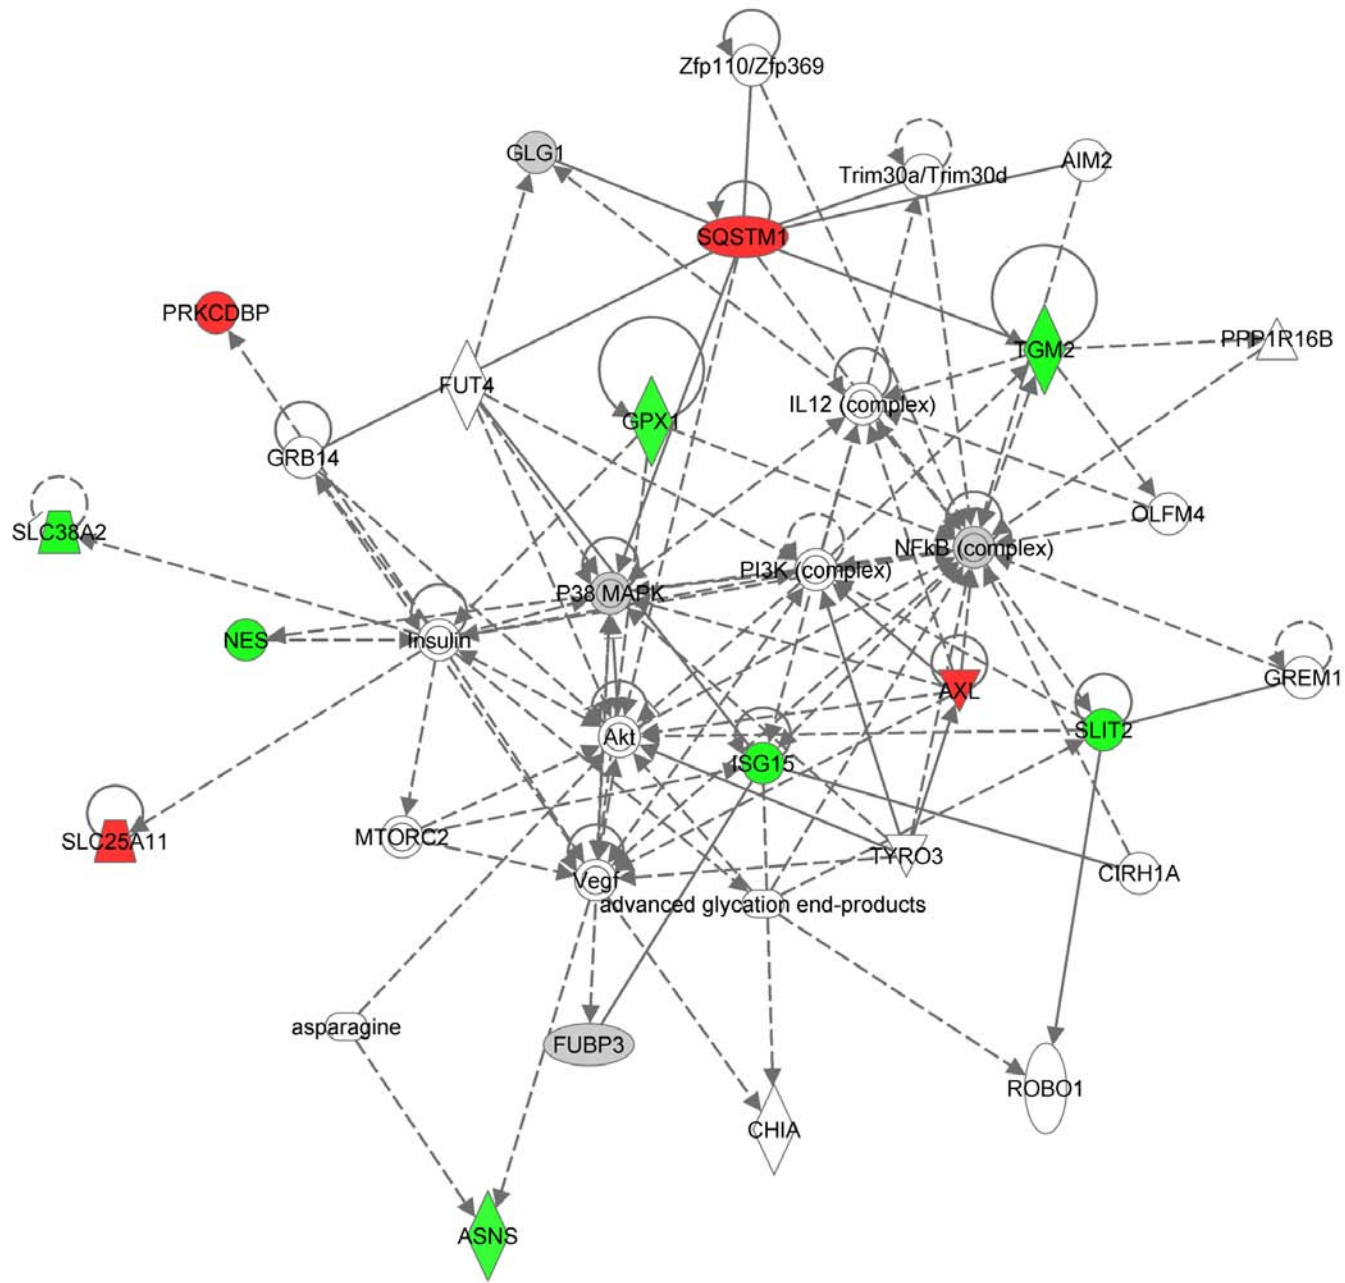 Zfp110/Zfp369
GLG1
Trim30a/Trim30d
AIM2
SQSTM1
PRKCDBP
TGM2
PPP1R16B
FUT4
IL12 (complex)
GPX1
GRB14
SLC38A2
OLFM4
NFkB (complex)
PI3K (complex)
P38 MAPK
NES
Insulin
GREM1
AXL
SLIT2
Akt
ISG15
MTORC2
SLC25A11
TYRO3
CIRH1A
Vegf
advanced glycation end-products
asparagine
FUBP3
ROBO1
CHIA
ASNS